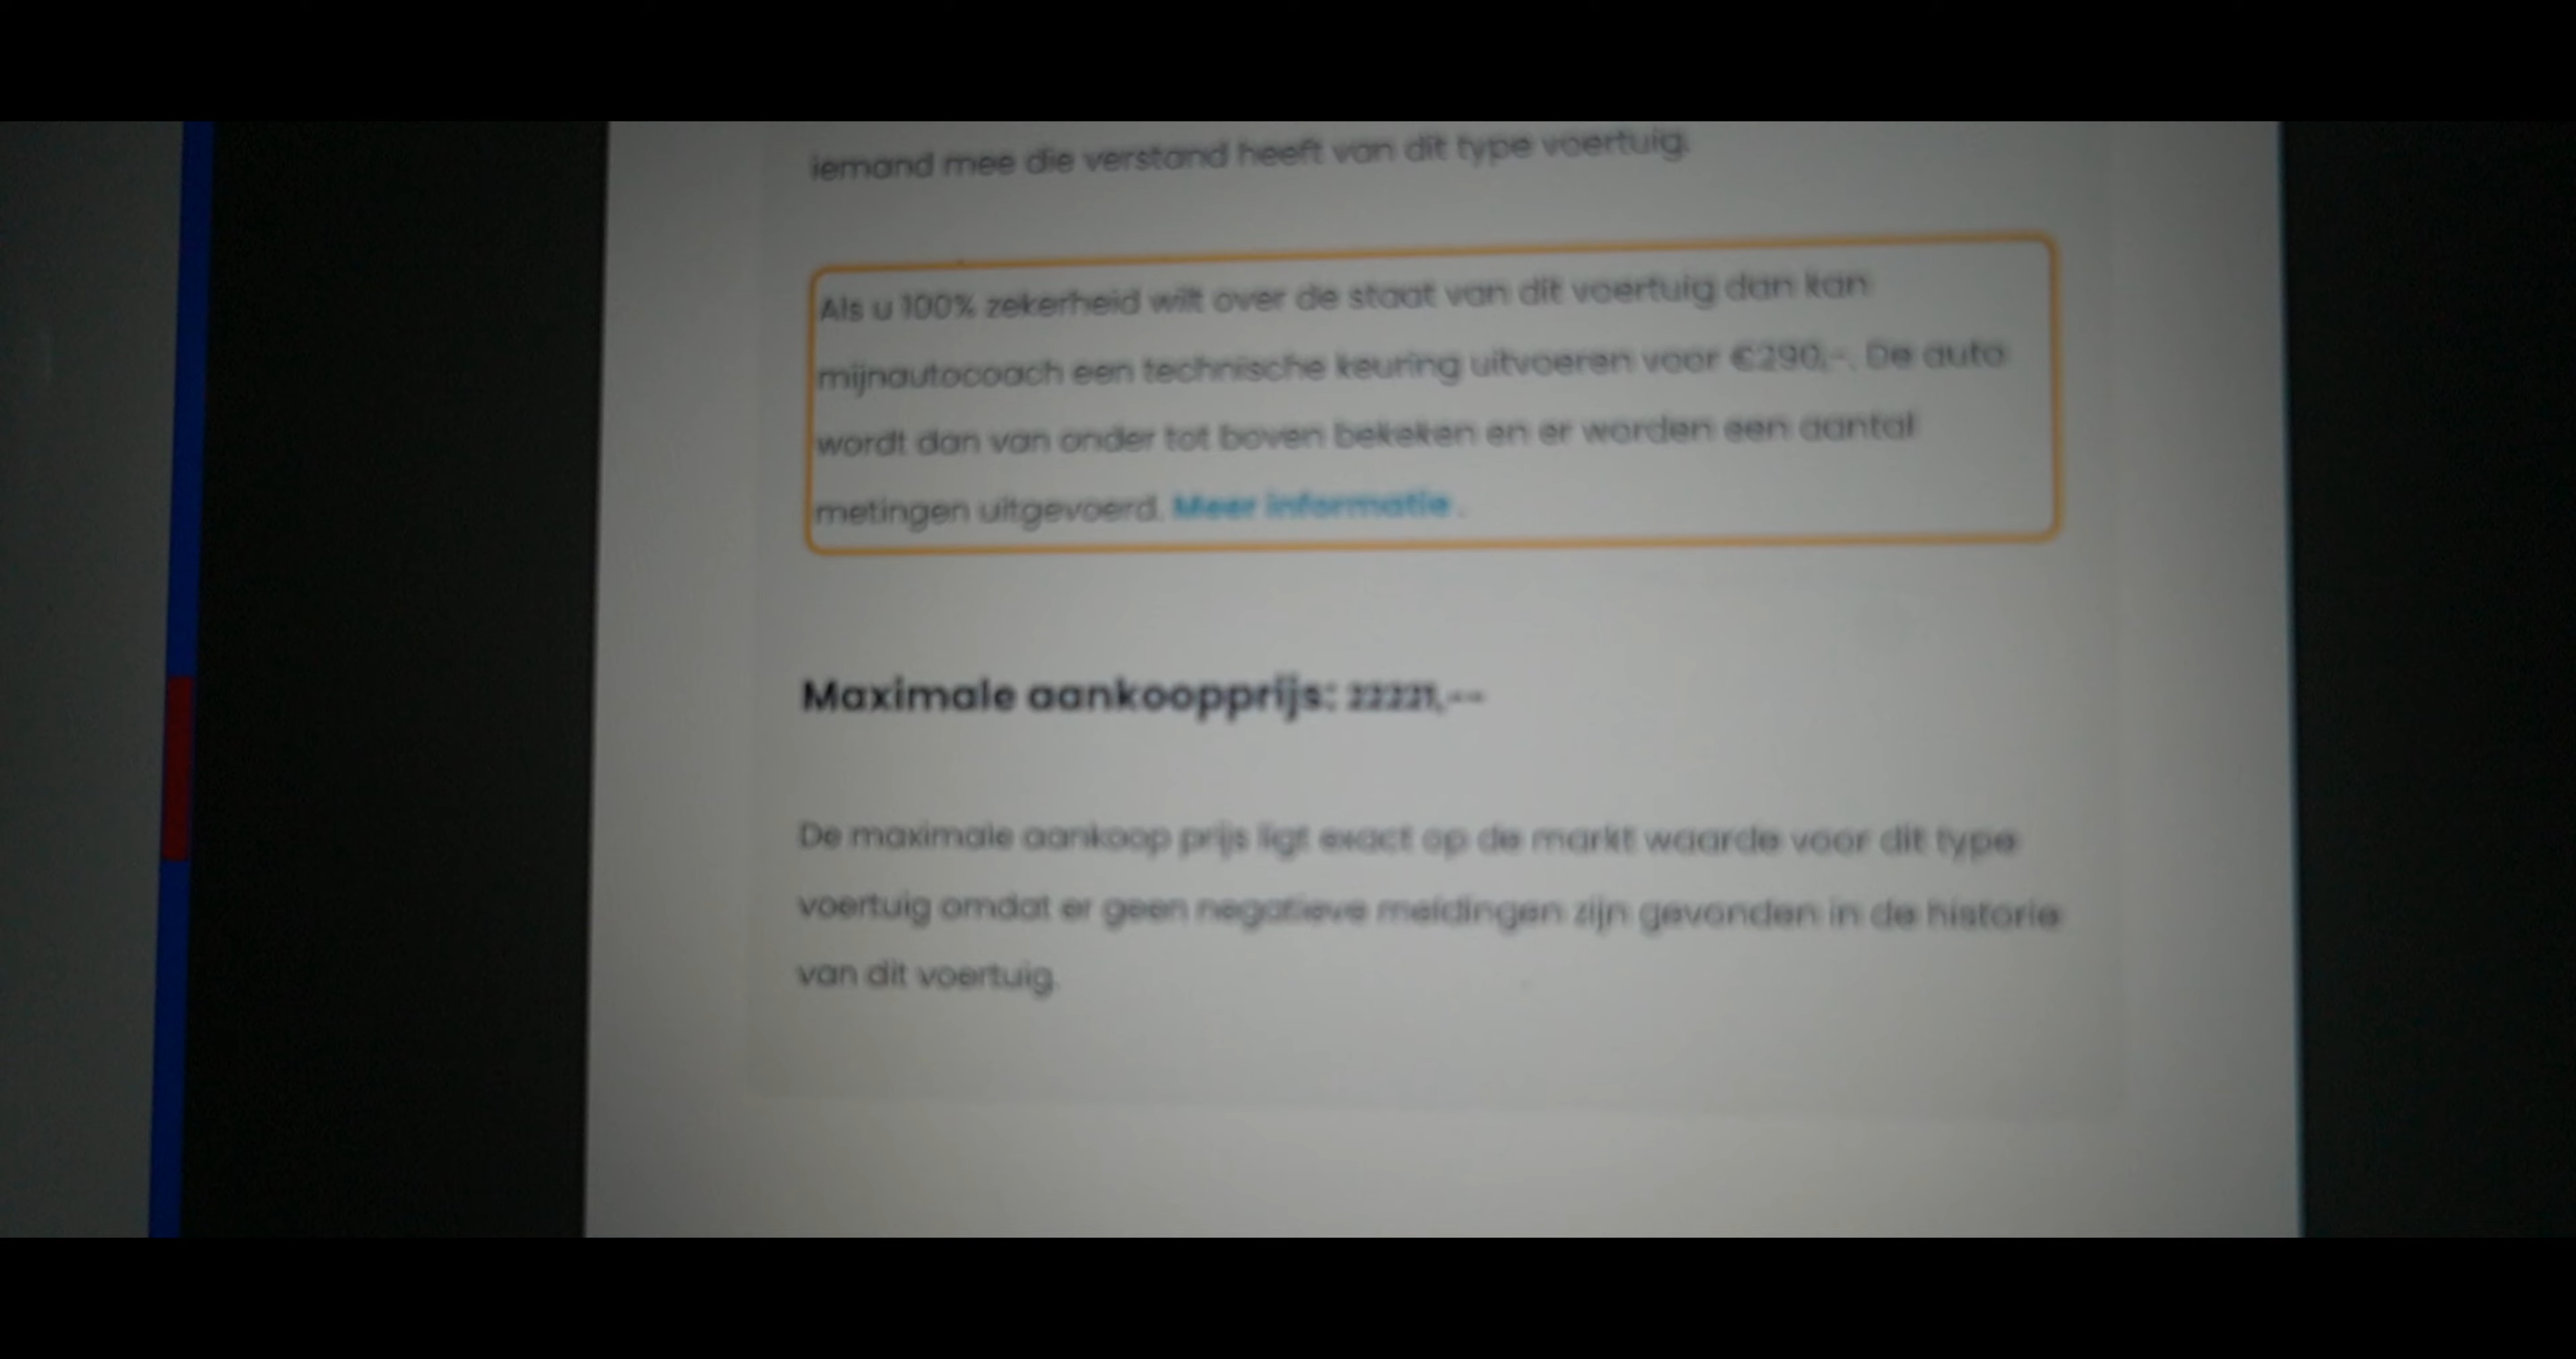 iemand mee die verstand heeft van dit type voertuig.
Als u 100% zekerheid wilt over de staat van dit voertuig dan kan
mijnautocoach een technische keuring uitvoeren voor €290,-. De auto
wordt dan van onder tot boven bekeken en er worden een aantal
metingen uitgevoerd. Meer informatie.
Maximale aankoopprijs: 22221,--
De maximale aankoop prijs ligt exact op de markt waarde voor dit type
voertuig omdat er geen negatieve meldingen zijn gevonden in de historie
van dit voertuig.